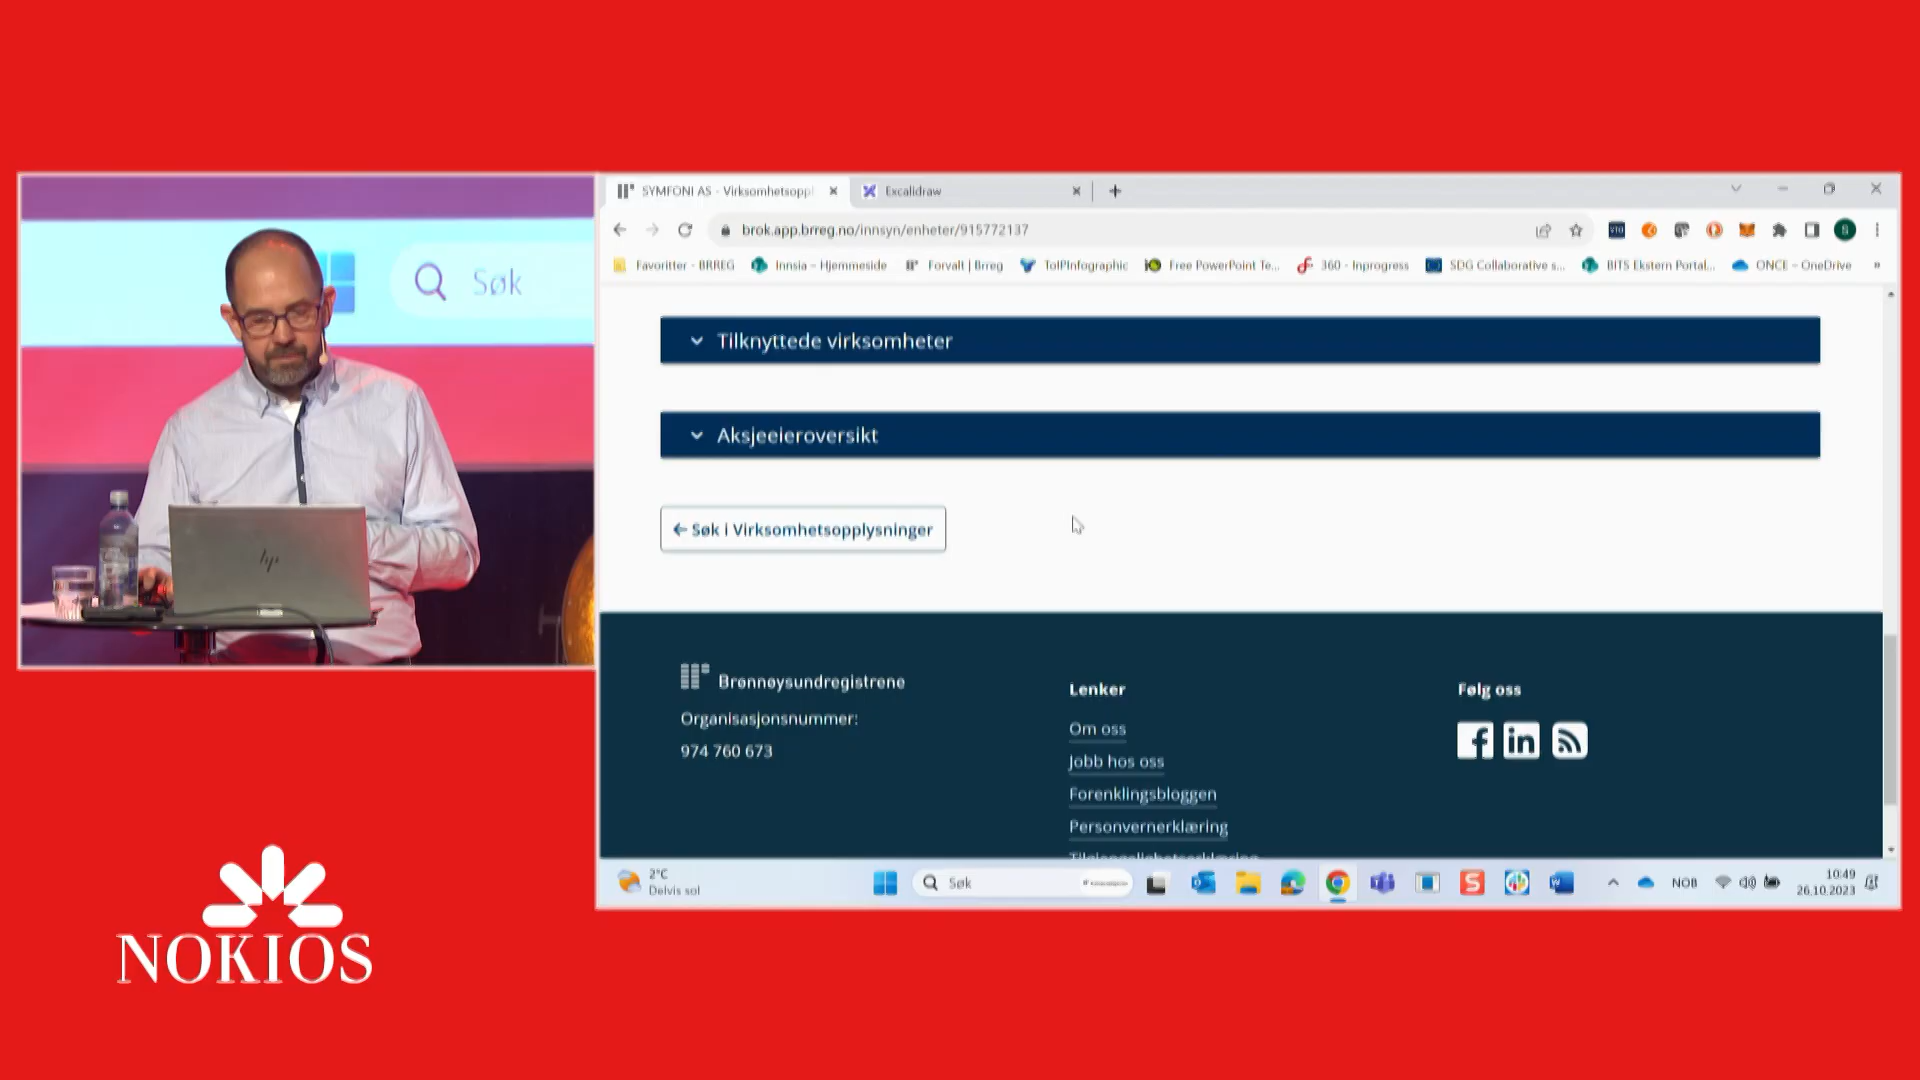 Søk
hp
NOKIOS
SYMFONI AS - Virksomhetsoppl
Excalidraw
brok.app.brreg.no/innsyn/enheter/915772137
Favoritter - BRREG
Innsia – Hjemmeside
Forvalt | Brreg
ToIPInfographic
Free PowerPoint Te...
360 - Inprogress
SDG Collaborative s...
BITS Ekstern Portal...
ONCE – OneDrive
»
Tilknyttede virksomheter
Aksjeeieroversikt
← Søk i Virksomhetsopplysninger
Brønnøysundregistrene
Organisasjonsnummer:
974 760 673
Lenker
Om oss
Jobb hos oss
Forenklingsbloggen
Personvernerklæring
Følg oss
2°C
Delvis sol
Søk
NOB
10:49
26.10.2023